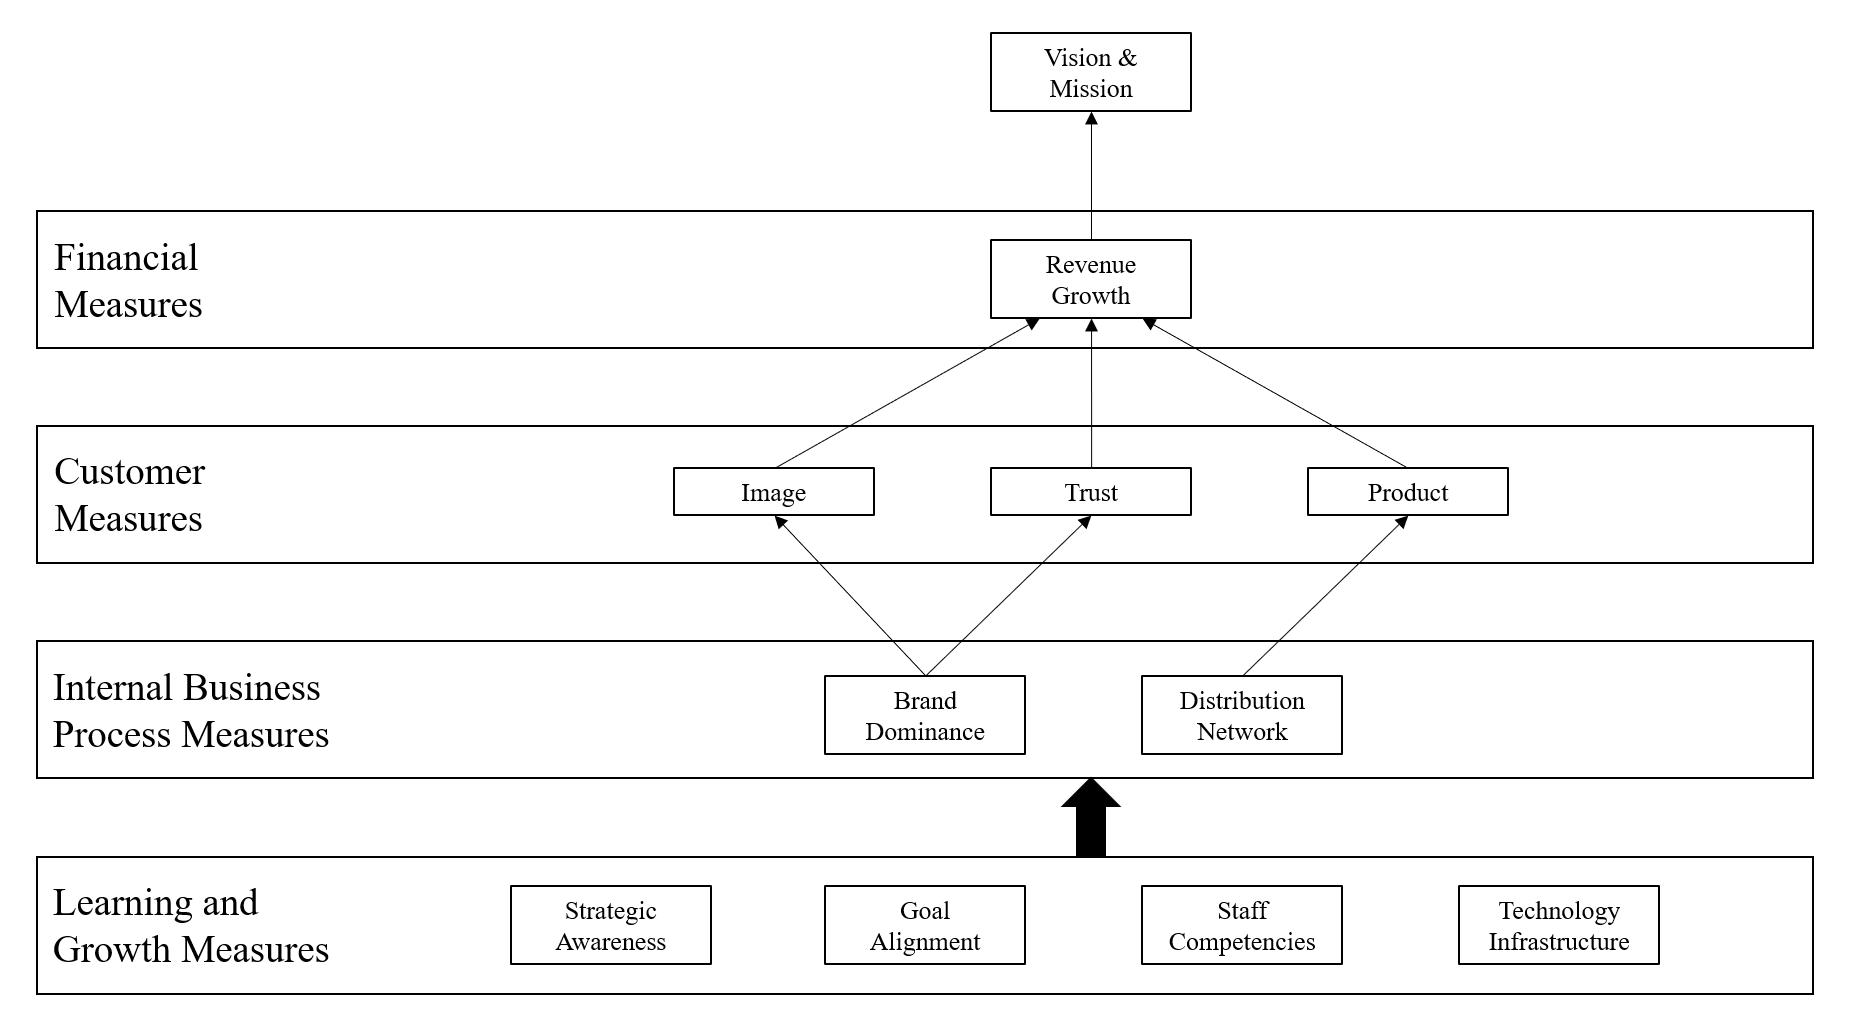 Vision &
Mission
Financial
Measures
Revenue
Growth
Customer
Measures
Image
Trust
Product
Internal Business
Process Measures
Brand
Dominance
Distribution
Network
Learning and
Growth Measures
Strategic
Awareness
Goal
Alignment
Staff
Competencies
Technology
Infrastructure